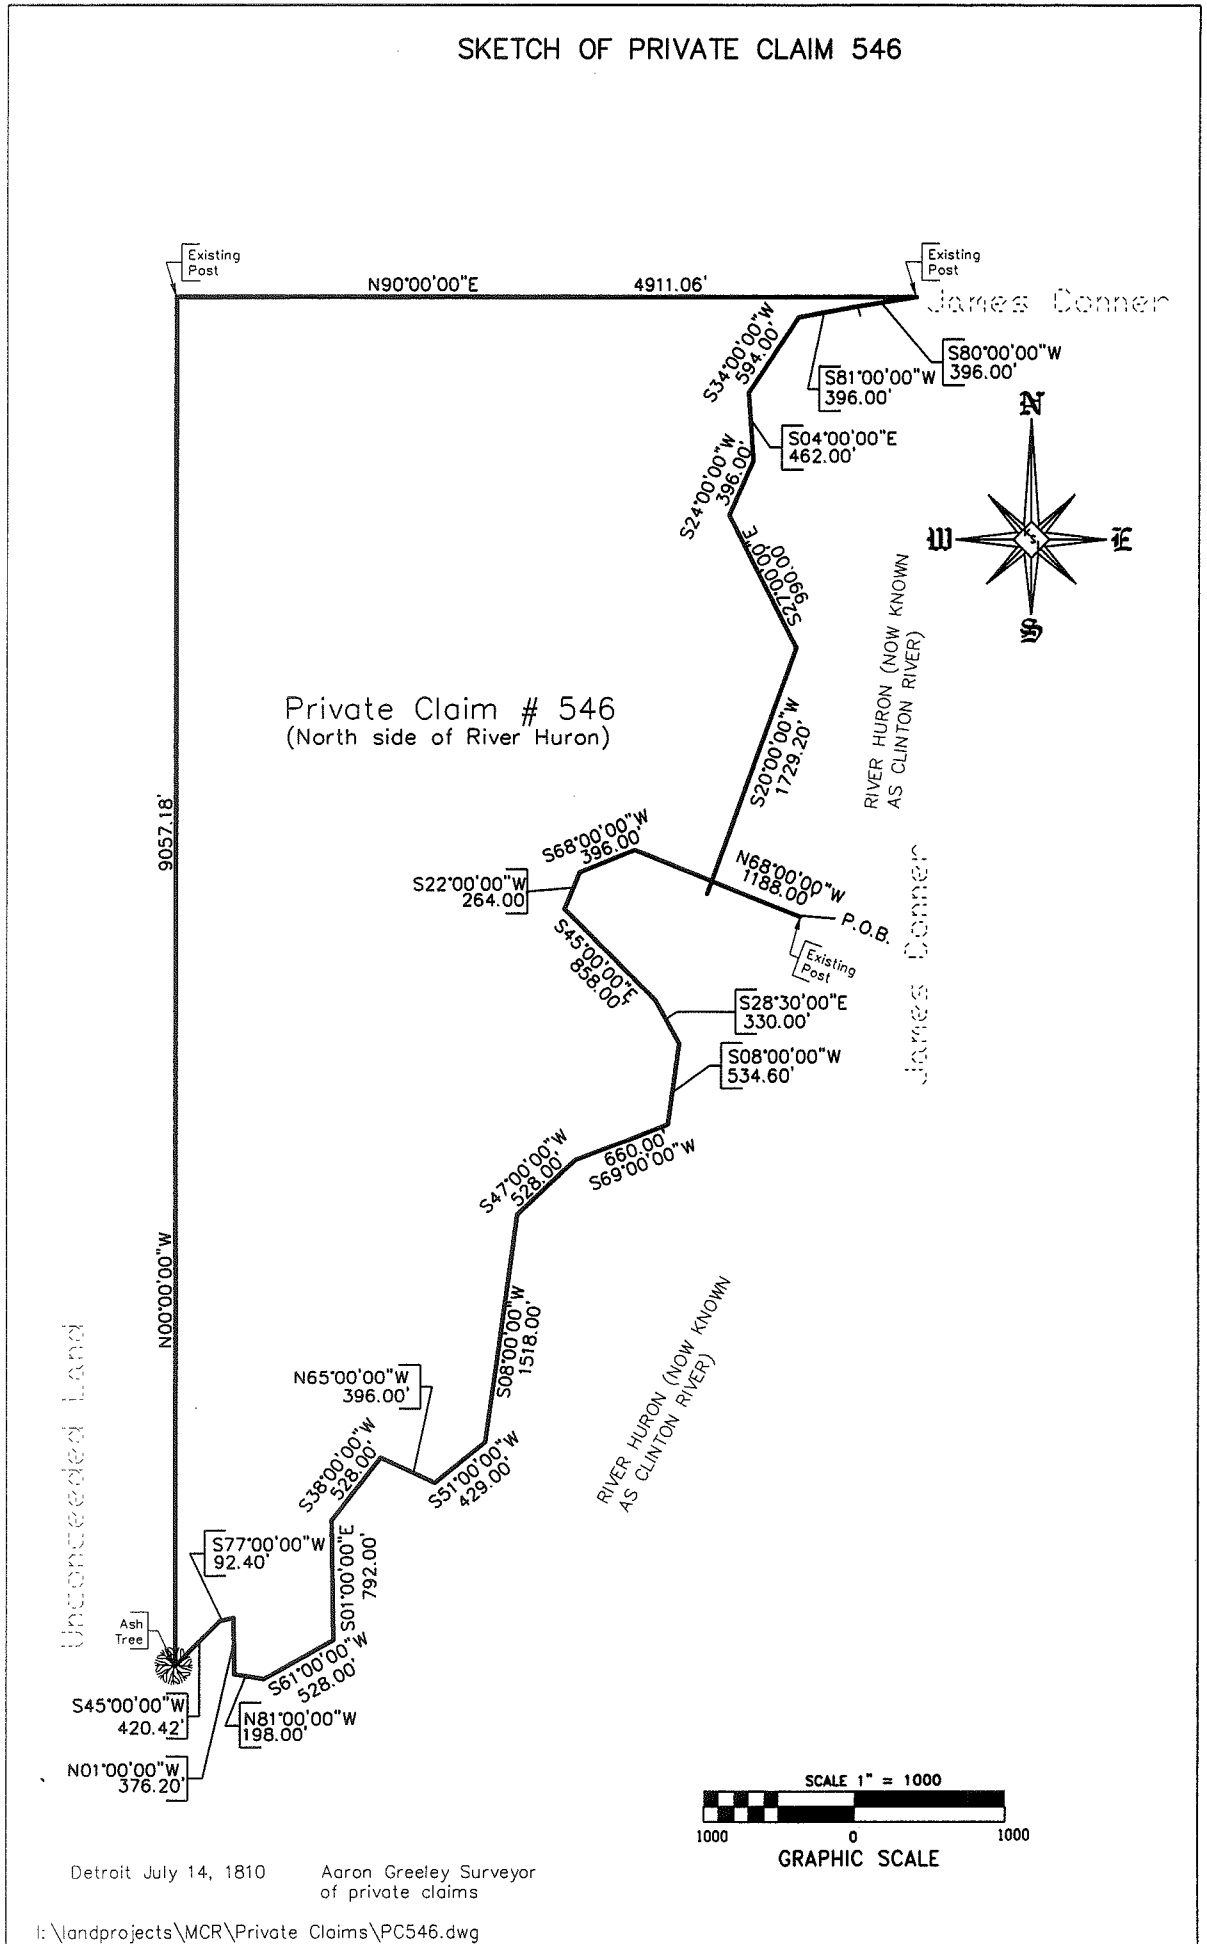 SKETCH OF PRIVATE CLAIM 546
Existing
Post
N90°00'00"E
4911.06'
Existing
Post
James Conner
S80°00'00"W
396.00'
S81°00'00"W
396.00'
S34°00'00"W
594.00'
S04°00'00"E
462.00'
S24°00'00"W
396.00'
S27°00'00"E
990.00'
N
W
E
S
RIVER HURON (NOW KNOWN
AS CLINTON RIVER)
Private Claim # 546
(North side of River Huron)
S20°00'00"W
1729.20'
9057.18'
N00°00'00"W
S68°00'00"W
396.00'
N68°00'00"W
1188.00'
P.O.B.
Existing
Post
S22°00'00"W
264.00
S45°00'00"E
858.00'
James Conner
S28°30'00"E
330.00'
S08°00'00"W
534.60'
660.00'
S69°00'00"W
S47°00'00"W
528.00'
S08°00'00"W
1518.00'
RIVER HURON (NOW KNOWN
AS CLINTON RIVER)
N65°00'00"W
396.00'
S51°00'00"W
429.00'
S38°00'00"W
528.00'
Unconceeded Land
S01°00'00"E
792.00'
S77°00'00"W
92.40'
Ash
Tree
S61°00'00"W
528.00'
S45°00'00"W
420.42'
N81°00'00"W
198.00'
N01°00'00"W
376.20'
SCALE 1" = 1000
1000 0 1000
GRAPHIC SCALE
Detroit July 14, 1810
Aaron Greeley Surveyor
of private claims
I:\landprojects\MCR\Private Claims\PC546.dwg